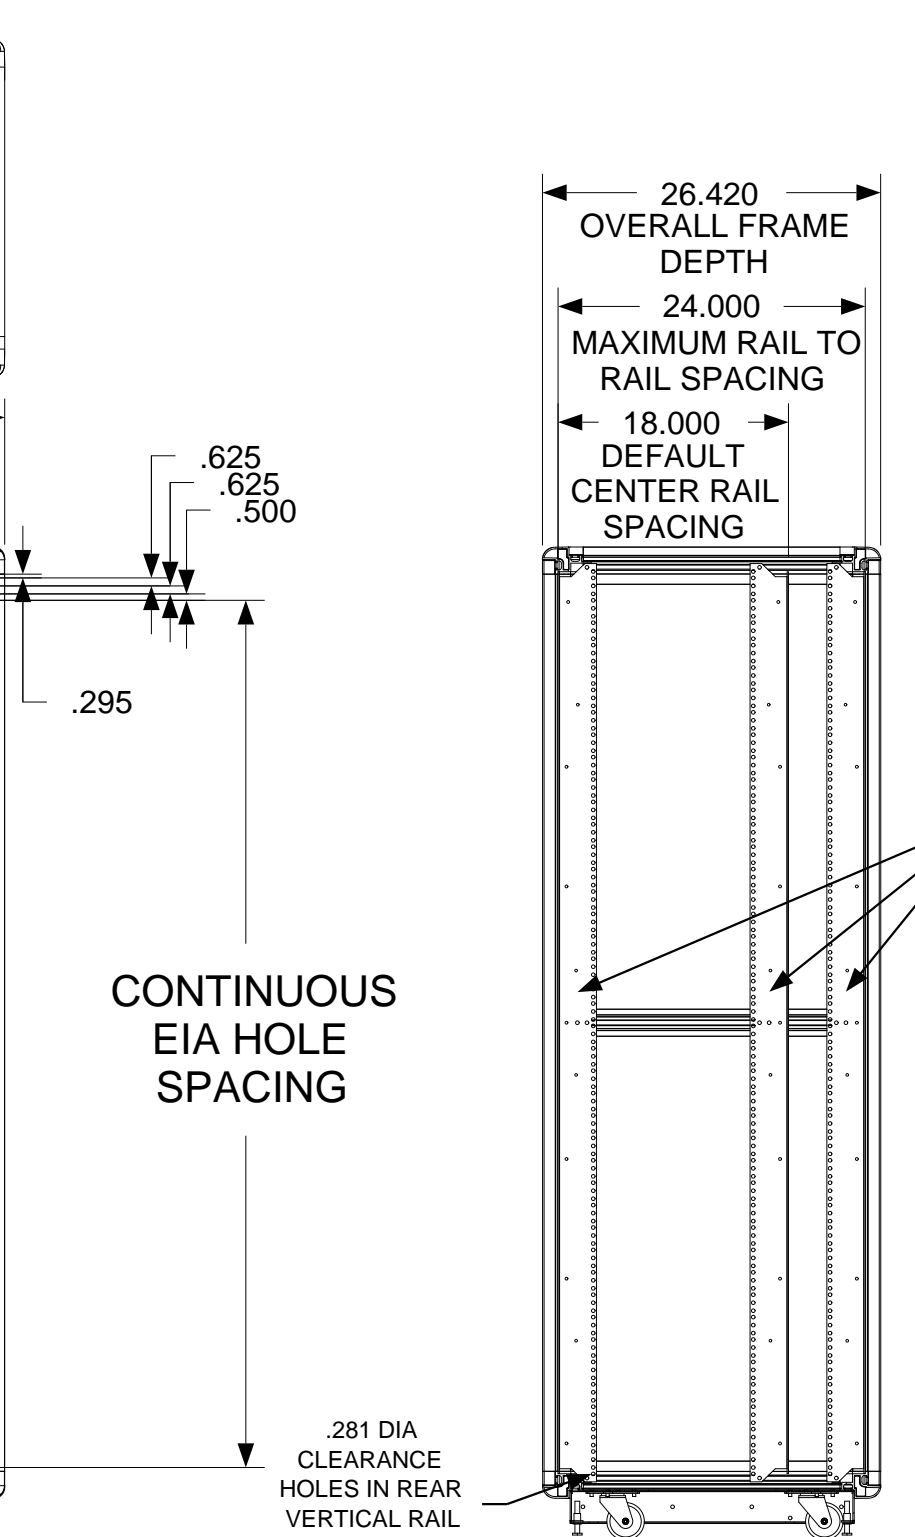 26.420
OVERALL FRAME
DEPTH
24.000
MAXIMUM RAIL TO
RAIL SPACING
18.000
DEFAULT
CENTER RAIL
SPACING
.625
.625
.500
.295
CONTINUOUS
EIA HOLE
SPACING
.281 DIA
CLEARANCE
HOLES IN REAR
VERTICAL RAIL